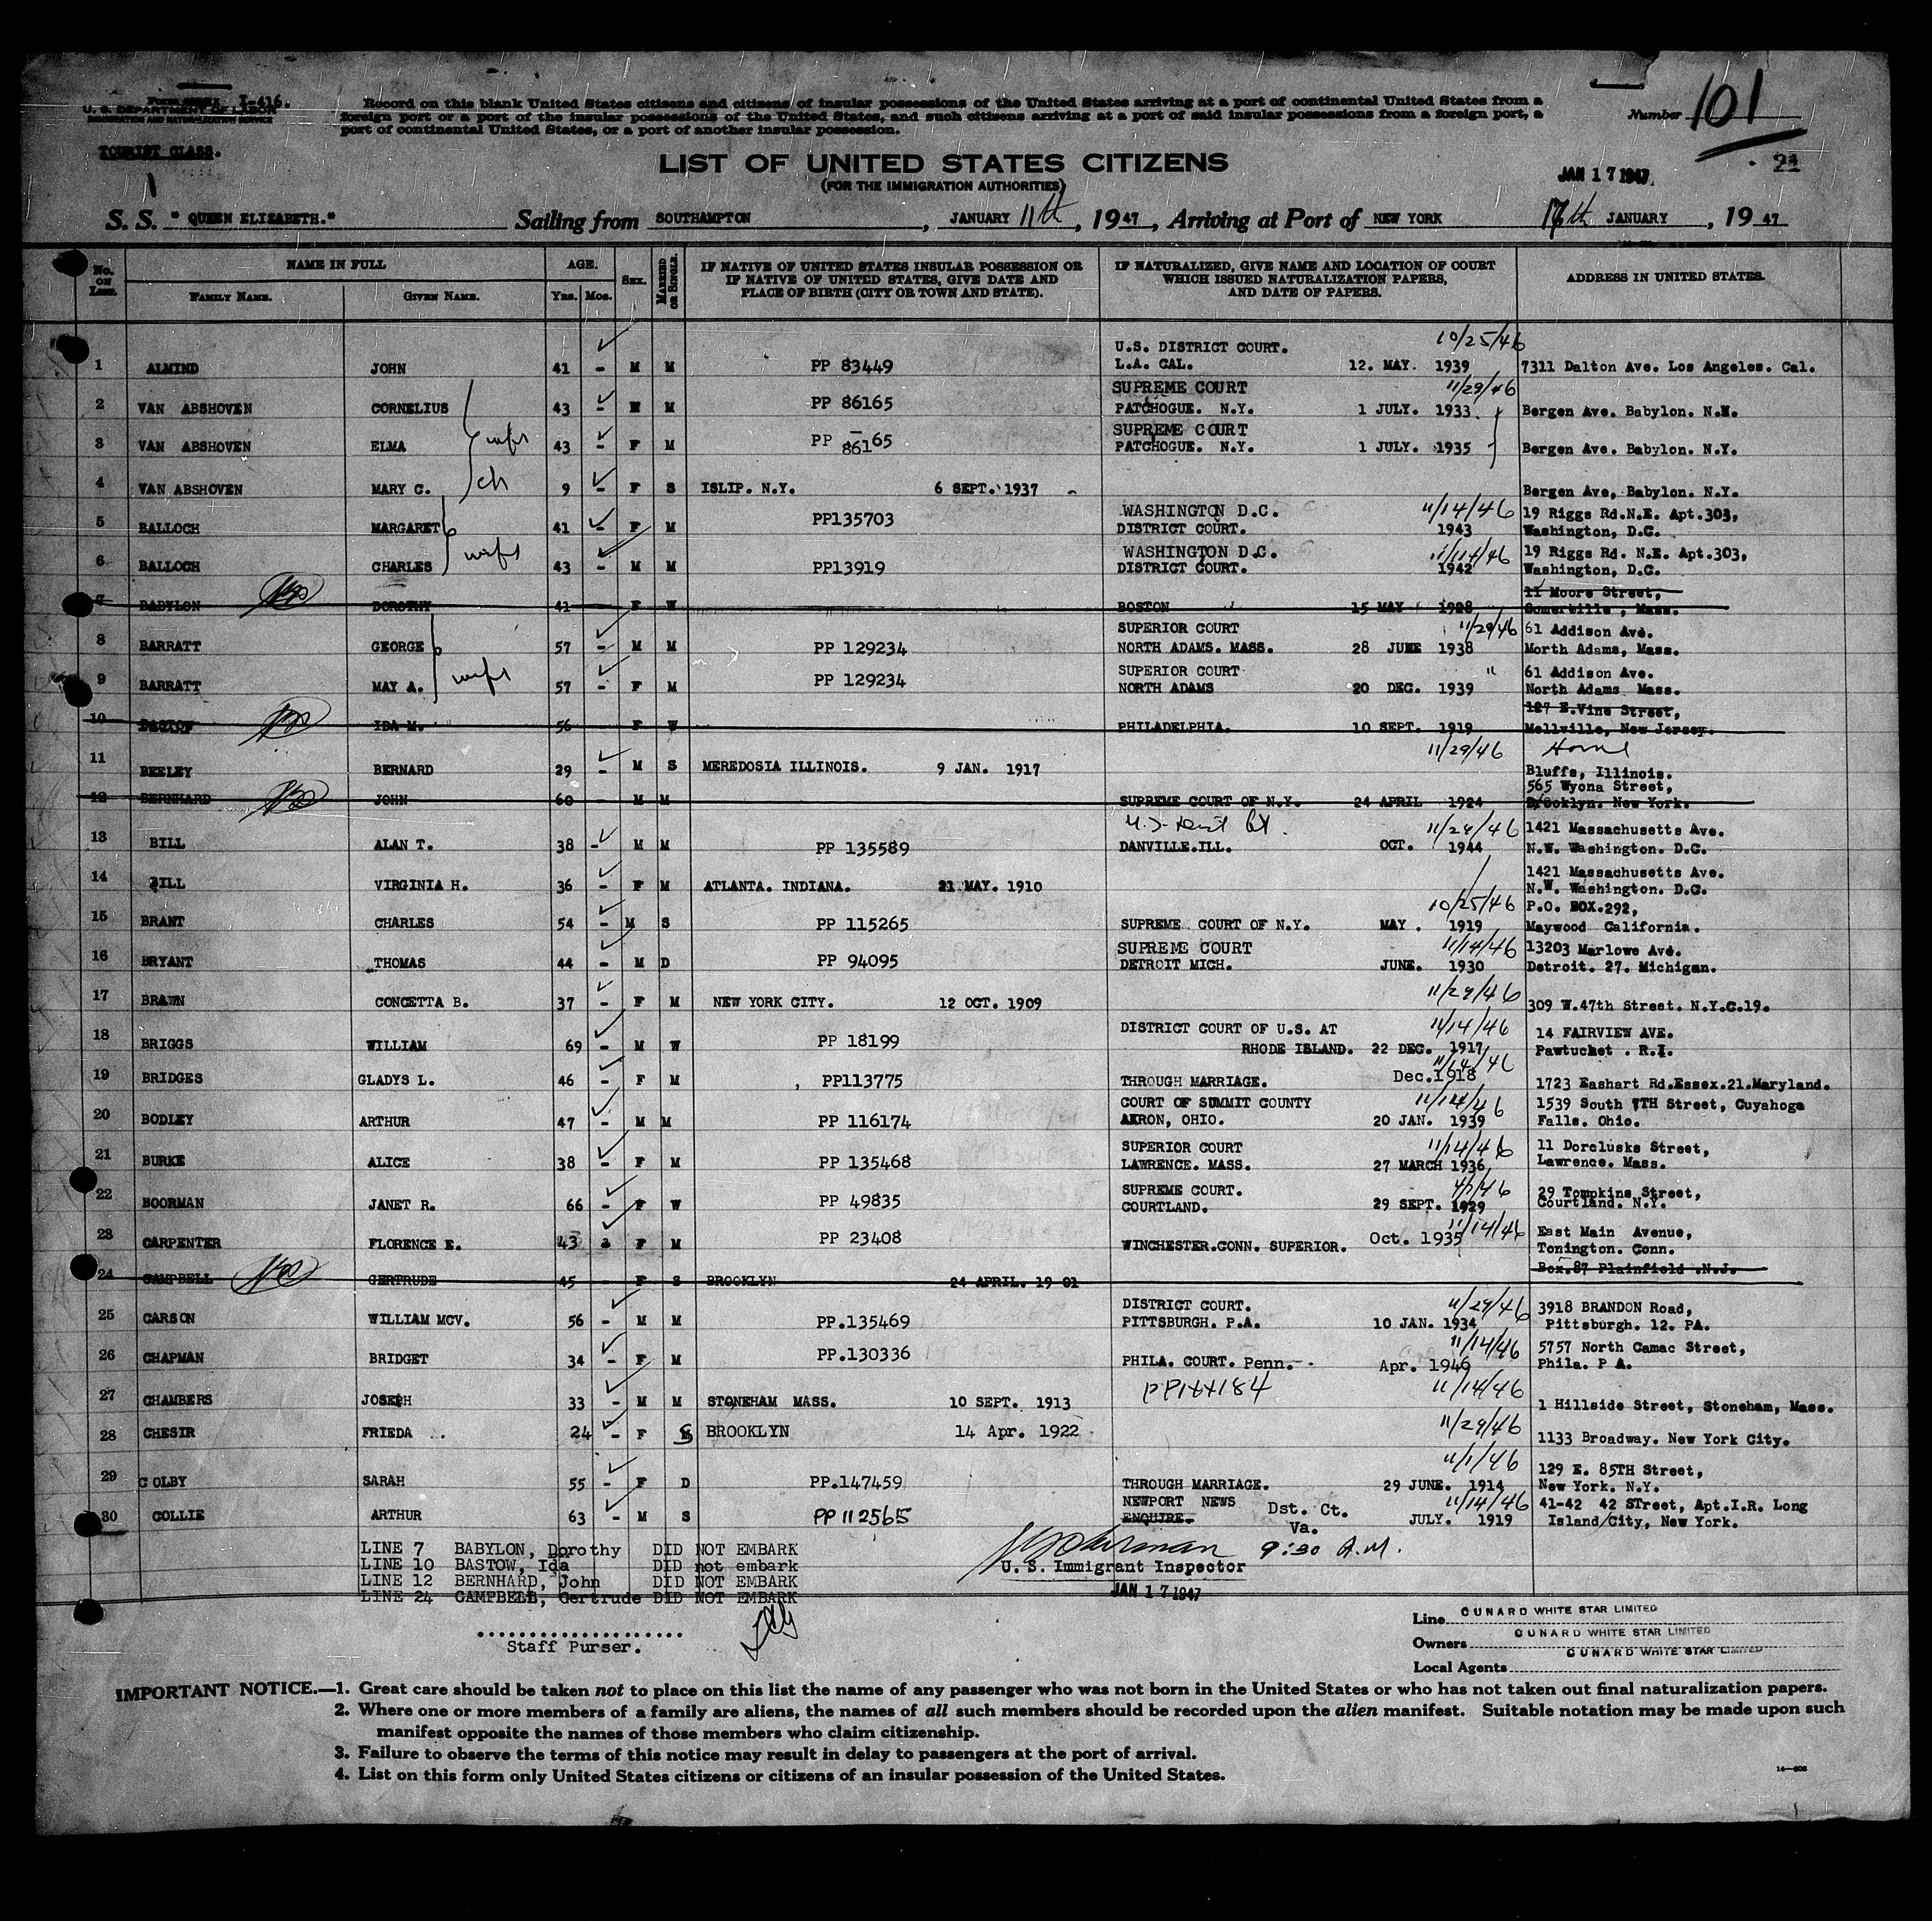 Form I-416.
U. S. DEPARTMENT OF LABOR
IMMIGRATION AND NATURALIZATION SERVICE
TOURIST CLASS.
Record on this blank United States citizens and citizens of insular possessions of the United States arriving at a port of continental United States from a
foreign port or a port of the insular possessions of the United States, and such citizens arriving at a port of said insular possessions from a foreign port, a
port of continental United States, or a port of another insular possession.
Number 101
LIST OF UNITED STATES CITIZENS
(FOR THE IMMIGRATION AUTHORITIES)
JAN 17 1947
S. S. "QUEEN ELIZABETH." Sailing from SOUTHAMPTON, JANUARY 11th, 1947, Arriving at Port of NEW YORK 17th JANUARY, 1947
No. ON LIST. NAME IN FULL AGE. SEX. MARRIED OR SINGLE. IF NATIVE OF UNITED STATES INSULAR POSSESSION OR IF NATIVE OF UNITED STATES, GIVE DATE AND PLACE OF BIRTH (CITY OR TOWN AND STATE). IF NATURALIZED, GIVE NAME AND LOCATION OF COURT WHICH ISSUED NATURALIZATION PAPERS, AND DATE OF PAPERS. ADDRESS IN UNITED STATES.
FAMILY NAME. GIVEN NAME. Yrs. Mos.
U.S. DISTRICT COURT. 10/25/46
1 ALMIND JOHN 41 - M M PP 83449 L.A. CAL. 12. MAY. 1939 7311 Dalton Ave. Los Angeles. Cal.
SUPREME COURT 11/29/46
2 VAN ABSHOVEN CORNELIUS 43 - M M PP 86165 PATCHOGUE. N.Y. 1 JULY. 1933. Bergen Ave. Babylon. N.Y.
SUPREME COURT
3 VAN ABSHOVEN ELMA wife 43 - F M PP 86165 PATCHOGUE. N.Y. 1 JULY. 1935 Bergen Ave. Babylon. N.Y.
4 VAN ABSHOVEN MARY C. ch 9 - F S ISLIP. N.Y. 6 SEPT. 1937 Bergen Ave, Babylon. N.Y.
WASHINGTON D.C. 11/14/46 19 Riggs Rd.N.E. Apt.303,
5 BALLOCH MARGARET 41 - F M PP135703 DISTRICT COURT. 1943 Washington, D.C.
WASHINGTON D.C. 11/14/46 19 Riggs Rd. N.E. Apt.303,
6 BALLOCH CHARLES wife 43 - M M PP13919 DISTRICT COURT. 1942 Washington, D.C.
11 Moore Street,
7 BABYLON DOROTHY 41 F W BOSTON 15 MAY 1928 Somerville, Mass.
SUPERIOR COURT 11/29/46 61 Addison Ave.
8 BARRATT GEORGE 57 - M M PP 129234 NORTH ADAMS. MASS. 28 JUNE 1938 Morth Adams, Mass.
SUPERIOR COURT " 61 Addison Ave.
9 BARRATT MAY A. wife 57 - F M PP 129234 NORTH ADAMS 20 DEC. 1939 North Adams Mass.
127 E.Vine Street,
10 BASTOW IDA M. 56 F W PHILADELPHIA. 10 SEPT. 1919 Mellville, New Jersey.
11/29/46
11 BEELEY BERNARD 29 - M S MEREDOSIA ILLINOIS. 9 JAN. 1917 Bluffs, Illinois.
565 Wyona Street,
12 BERNHARD JOHN 60 - M M SUPREME COURT OF N.Y. 24 APRIL 1924 Brooklyn. New York.
U.S. Dist Ct. 11/29/46 1421 Massachusetts Ave.
13 BILL ALAN T. 38 - M M PP 135589 DANVILLE.ILL. OCT. 1944 N.W. Washington. D.C.
1421 Massachusetts Ave.
14 BILL VIRGINIA H. 36 - F M ATLANTA. INDIANA. 21 MAY. 1910 N.W. Washington. D.C.
10/25/46 P.O. BOX.292,
15 BRANT CHARLES 54 - M S PP 115265 SUPREME COURT OF N.Y. MAY . 1919 Maywood California.
SUPREME COURT 11/14/46 13203 Marlowe Ave.
16 BRYANT THOMAS 44 - M D PP 94095 DETROIT MICH. JUNE. 1930 Detroit. 27. Michigan.
11/29/46
17 BRAWN CONCETTA B. 37 - F M NEW YORK CITY. 12 OCT. 1909 309 W.47th Street. N.Y.C.19.
DISTRICT COURT OF U.S. AT 11/14/46 14 FAIRVIEW AVE.
18 BRIGGS WILLIAM 69 - M W PP 18199 RHODE ISLAND. 22 DEC. 1917 Pawtuchet . R.I.
11/14/46
19 BRIDGES GLADYS L. 46 - F M PP113775 THROUGH MARRIAGE. Dec.1918 1723 Eashart Rd.Essex.21.Maryland.
COURT OF SUMMIT COUNTY 11/14/46 1539 South 7TH Street, Cuyahoga
20 BODLEY ARTHUR 47 - M M PP 116174 AKRON, OHIO. 20 JAN. 1939 Falls. Ohio.
SUPERIOR COURT 11/14/46 11 Dorclusks Street,
21 BURKE ALICE 38 - F M PP 135468 LAWRENCE. MASS. 27 MARCH 1936 Lawrence. Mass.
SUPREME COURT. 29 Tompkins Street,
22 BOORMAN JANET R. 66 - F W PP 49835 COURTLAND. 29 SEPT. 1929 Courtland. N.Y.
11/14/46 East Main Avenue,
23 CARPENTER FLORENCE E. 43 F M PP 23408 WINCHESTER.CONN. SUPERIOR. Oct. 1935 Tonington. Conn.
24 CAMPBELL GERTRUDE 45 F S BROOKLYN 24 APRIL. 19 01 Box.87 Plainfield .N.J.
DISTRICT COURT. 11/29/46 3918 BRANDON Road,
25 CARSON WILLIAM MCV. 56 - M M PP.135469 PITTSBURGH. P.A. 10 JAN. 1934 Pittsburgh. 12. PA.
11/14/46 5757 North Camac Street,
26 CHAPMAN BRIDGET 34 - F M PP.130336 PHILA. COURT. Penn. Apr. 1946 Phila. P A.
11/14/46
27 CHAMBERS JOSEPH 33 - M M STONEHAM MASS. 10 SEPT. 1913 1 Hillside Street, Stoneham, Mass.
11/29/46
28 CHESIR FRIEDA 24 - F S BROOKLYN 14 Apr. 1922 1133 Broadway. New York City.
11/1/46 129 E. 85TH Street,
29 COLBY SARAH 55 - F D PP.147459 THROUGH MARRIAGE. 29 JUNE. 1914 New York. N.Y.
NEWPORT NEWS Dst. Ct. 11/14/46 41-42 42 STreet, Apt.I.R. Long
30 COLLIE ARTHUR 63 - M S PP 112565 ENQUIRE. Va. JULY. 1919 Island City, New York.
LINE 7 BABYLON, Dorothy DID NOT EMBARK
LINE 10 BASTOW, Ida DID not embark
LINE 12 BERNHARD, John DID NOT EMBARK
LINE 24 CAMPBELL, Gertrude DID NOT EMBARK
9:30 A.M.
U. S. Immigrant Inspector
JAN 17 1947
Staff Purser.
Line CUNARD WHITE STAR LIMITED
Owners CUNARD WHITE STAR LIMITED
Local Agents CUNARD WHITE STAR LIMITED
IMPORTANT NOTICE.—1. Great care should be taken not to place on this list the name of any passenger who was not born in the United States or who has not taken out final naturalization papers.
2. Where one or more members of a family are aliens, the names of all such members should be recorded upon the alien manifest. Suitable notation may be made upon such
manifest opposite the names of those members who claim citizenship.
3. Failure to observe the terms of this notice may result in delay to passengers at the port of arrival.
4. List on this form only United States citizens or citizens of an insular possession of the United States.